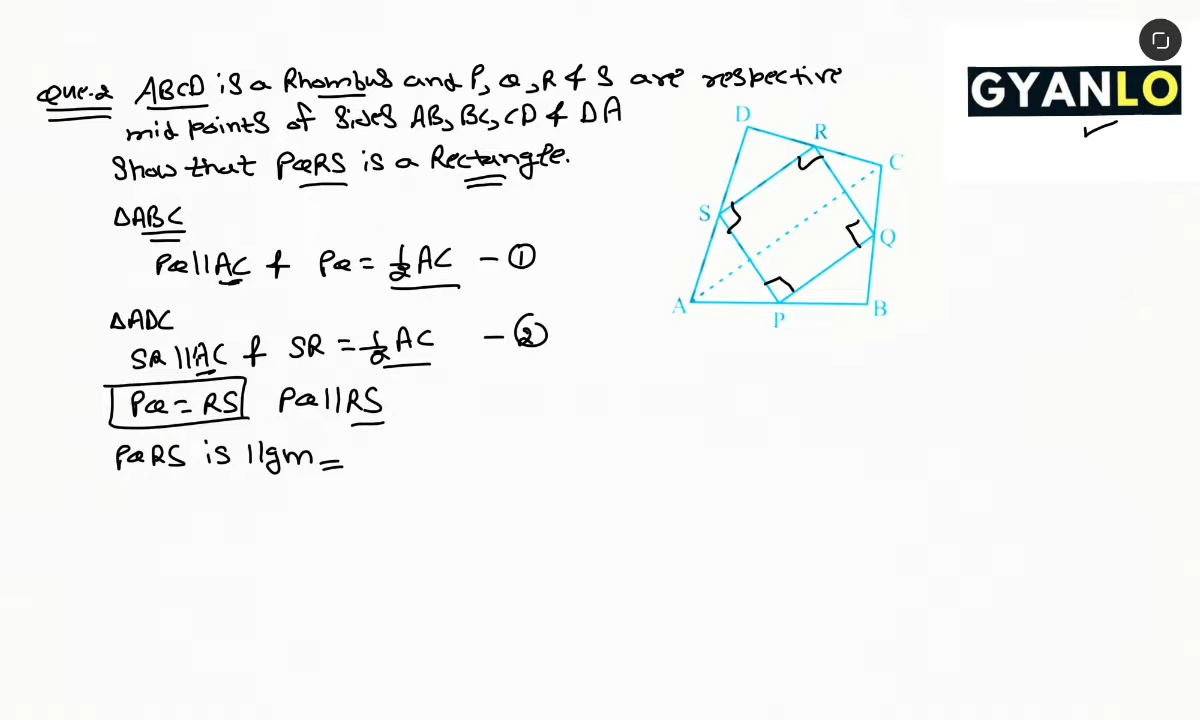 Que.2 ABCD is a Rhombus and P, Q, R & S are respective
mid points of Sides AB, BC, CD & DA
Show that PQRS is a Rectangle.
GYANLO
D
R
C
S
Q
A
P
B
△ABC
PQ||AC & PQ = 1/2 AC - ①
△ADC
SR||AC & SR = 1/2 AC - ②
PQ = RS PQ||RS
PQRS is ||gm